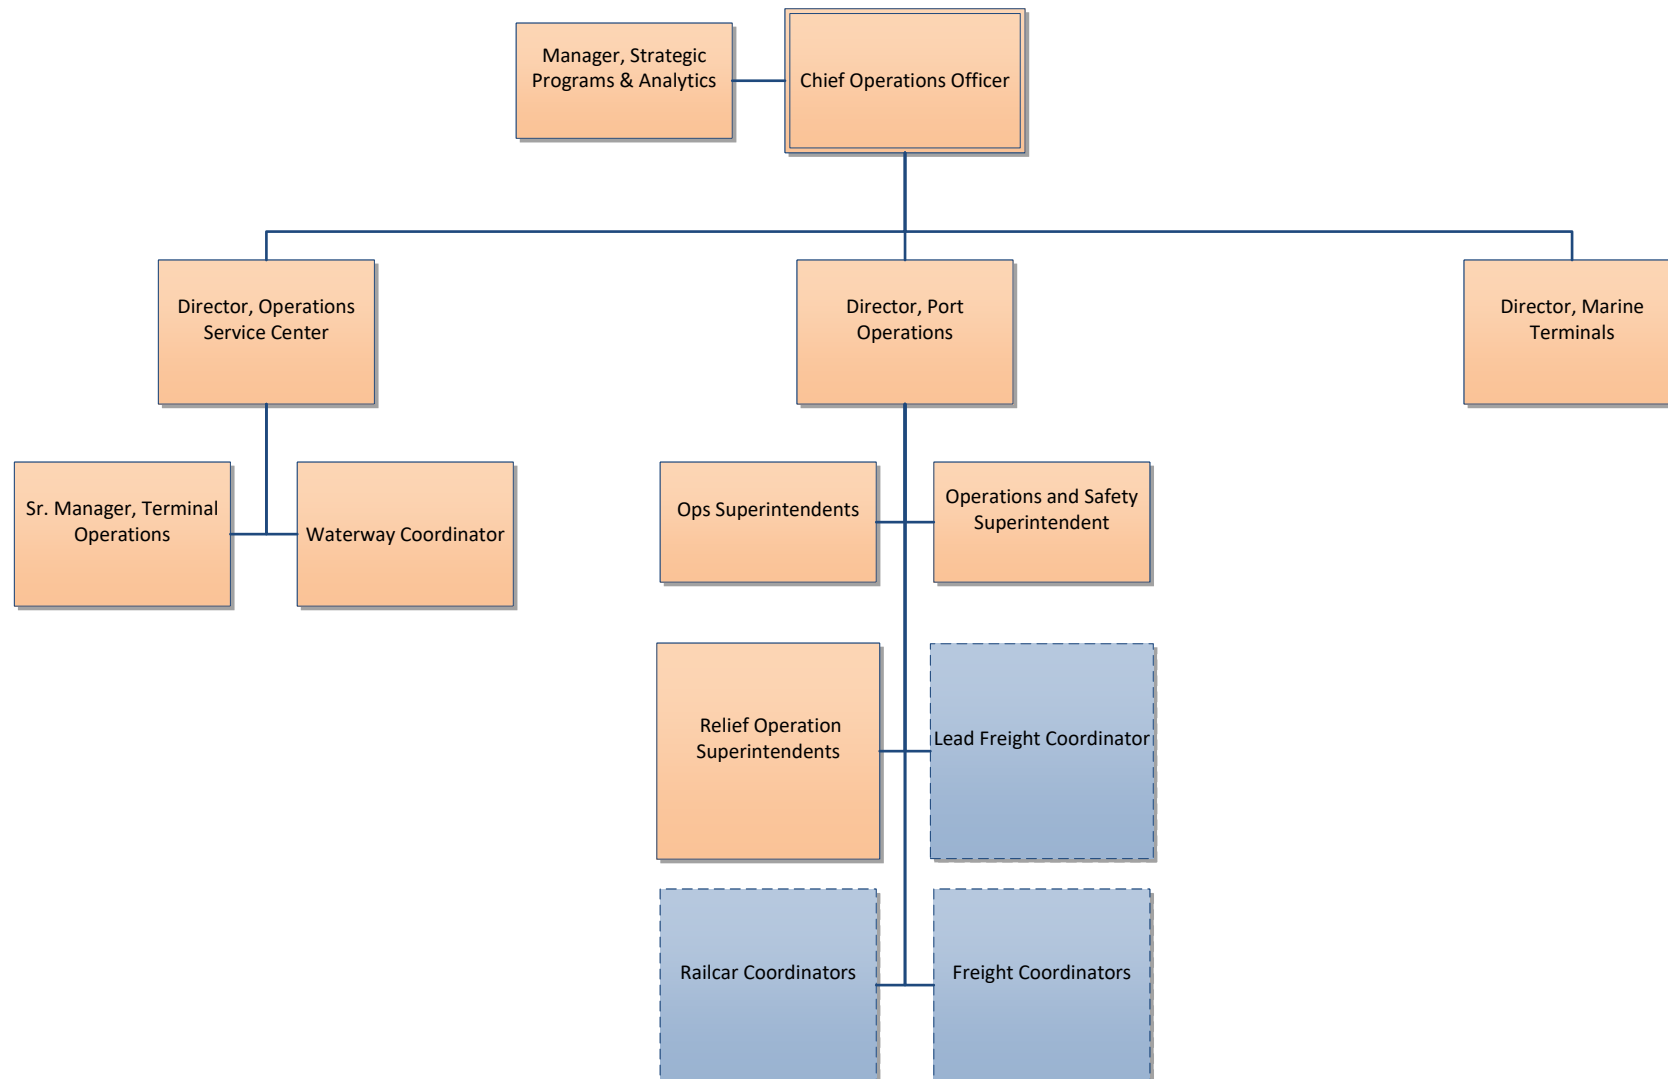 Manager, Strategic
Programs & Analytics
Chief Operations Officer
Director, Operations
Service Center
Director, Port
Operations
Director, Marine
Terminals
Sr. Manager, Terminal
Operations
Waterway Coordinator
Ops Superintendents
Operations and Safety
Superintendent
Relief Operation
Superintendents
Lead Freight Coordinator
Railcar Coordinators
Freight Coordinators